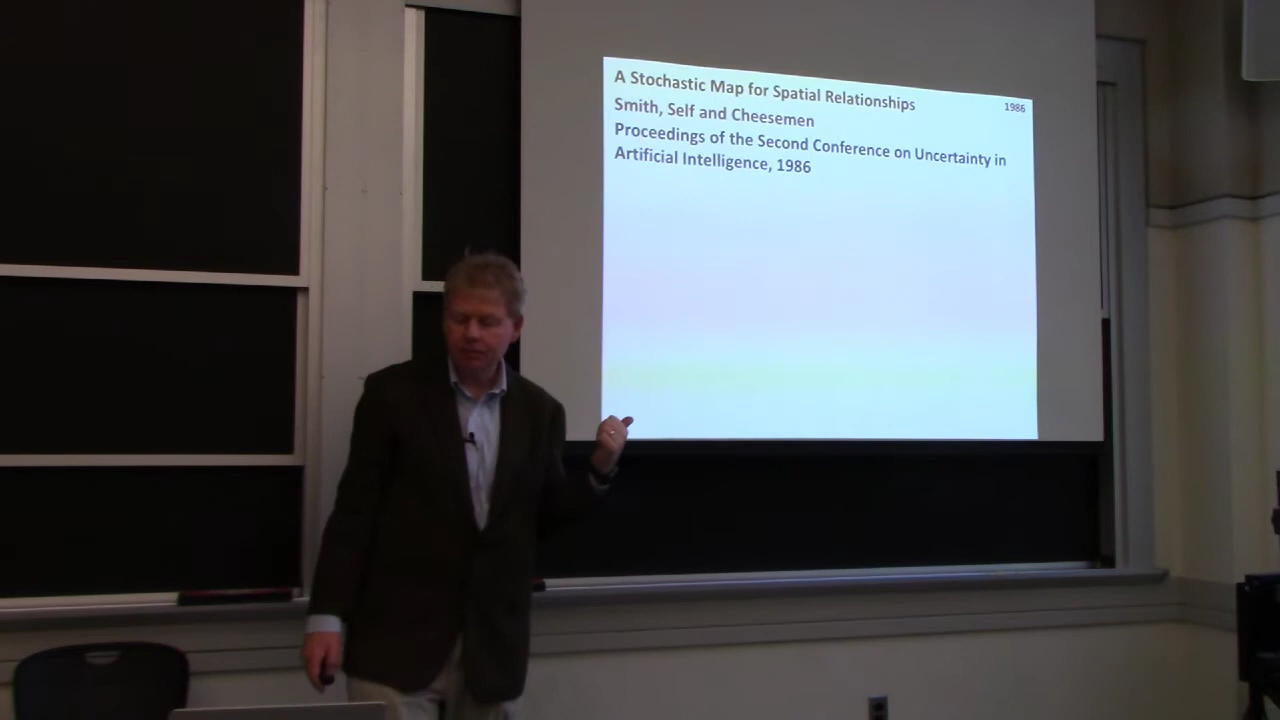 A Stochastic Map for Spatial Relationships
1986
Smith, Self and Cheesemen
Proceedings of the Second Conference on Uncertainty in
Artificial Intelligence, 1986